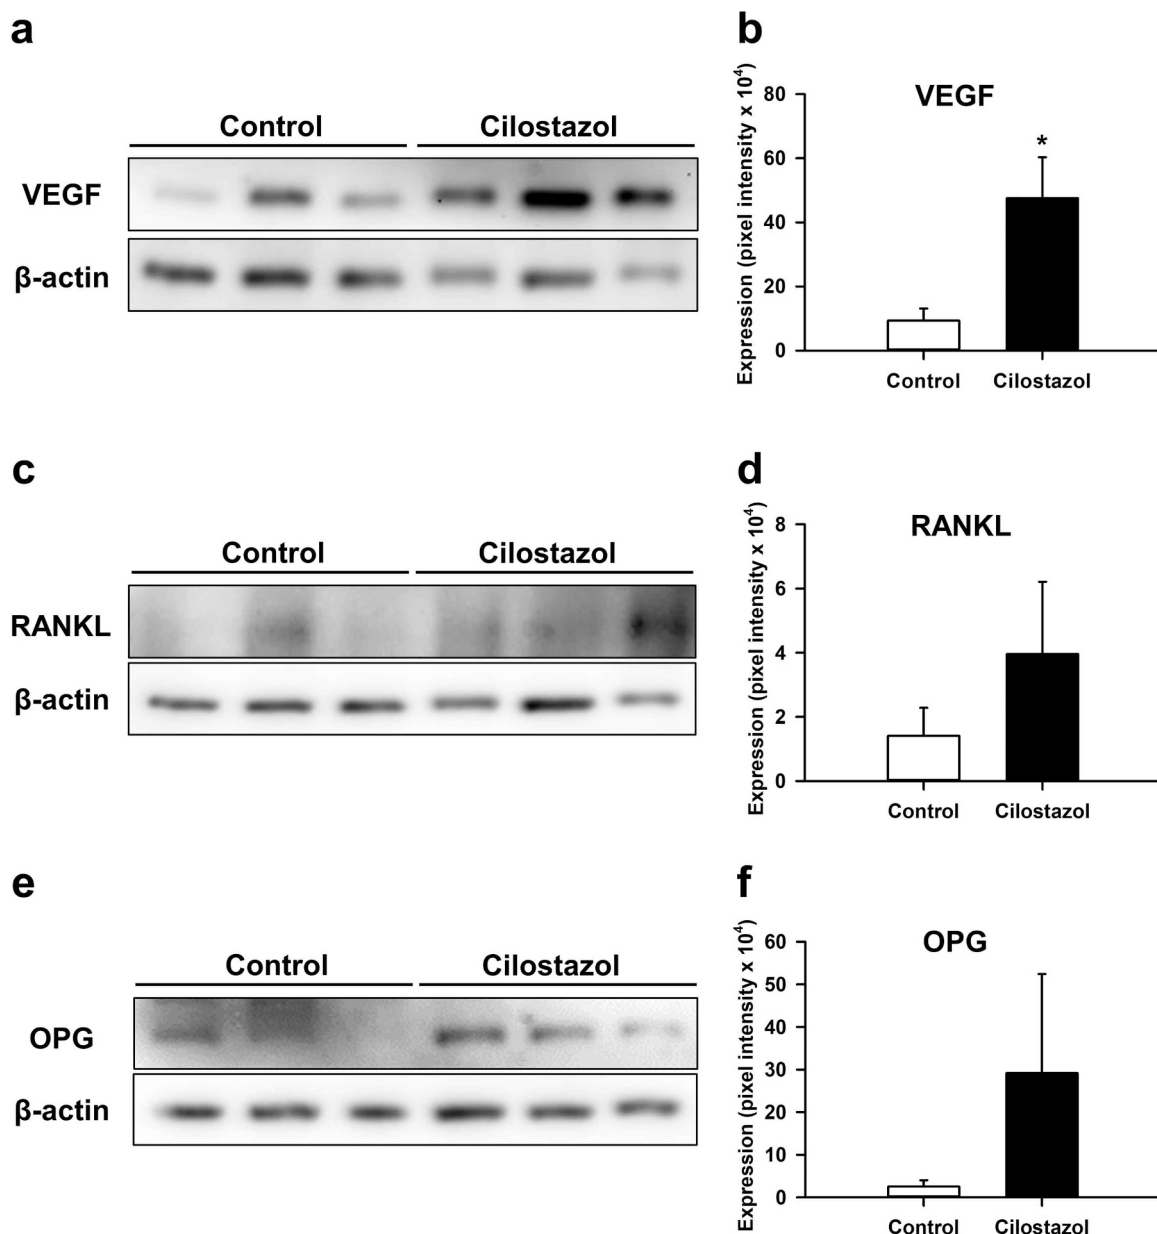 a
Control Cilostazol
VEGF
β-actin
b
VEGF
Expression (pixel intensity x 10⁴)
80
60
40
20
0
*
Control Cilostazol
c
Control Cilostazol
RANKL
β-actin
d
RANKL
Expression (pixel intensity x 10⁴)
8
6
4
2
0
Control Cilostazol
e
Control Cilostazol
OPG
β-actin
f
OPG
Expression (pixel intensity x 10⁴)
60
50
40
30
20
10
0
Control Cilostazol